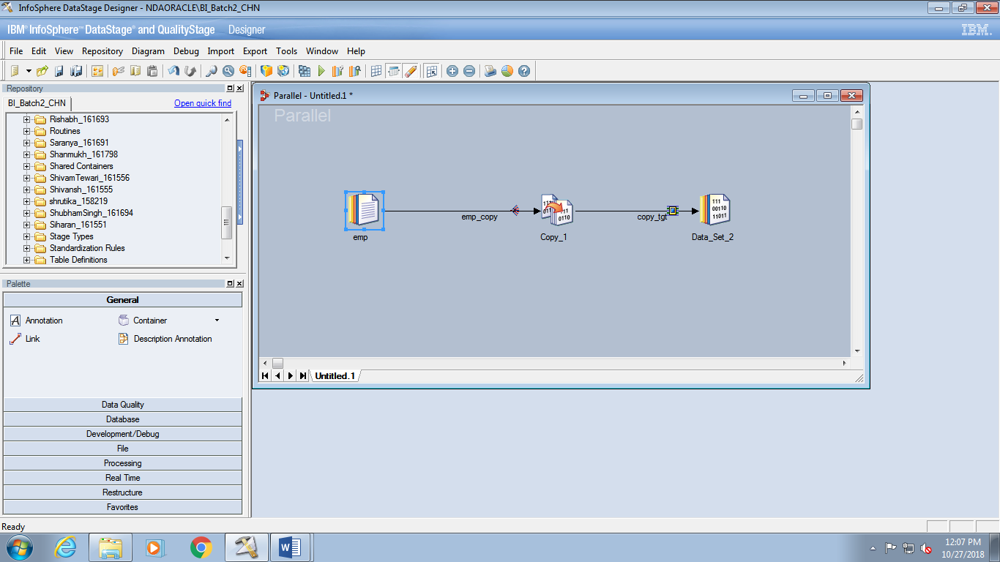 InfoSphere DataStage Designer - NDAORACLE\BI_Batch2_CHN
IBM® InfoSphere™ DataStage® and QualityStage Designer
IBM.
File Edit View Repository Diagram Debug Import Export Tools Window Help
Repository
BI_Batch2_CHN Open quick find
Rishabh_161693
Routines
Saranya_161691
Shanmukh_161798
Shared Containers
ShivamTewari_161556
Shivansh_161555
shrutika_158219
ShubhamSingh_161694
Siharan_161551
Stage Types
Standardization Rules
Table Definitions
Palette
General
Annotation Container
Link Description Annotation
Data Quality
Database
Development/Debug
File
Processing
Real Time
Restructure
Favorites
Parallel - Untitled.1 *
Parallel
emp_copy copy_tgt
emp Copy_1 Data_Set_2
Untitled.1
Ready
12:07 PM
10/27/2018